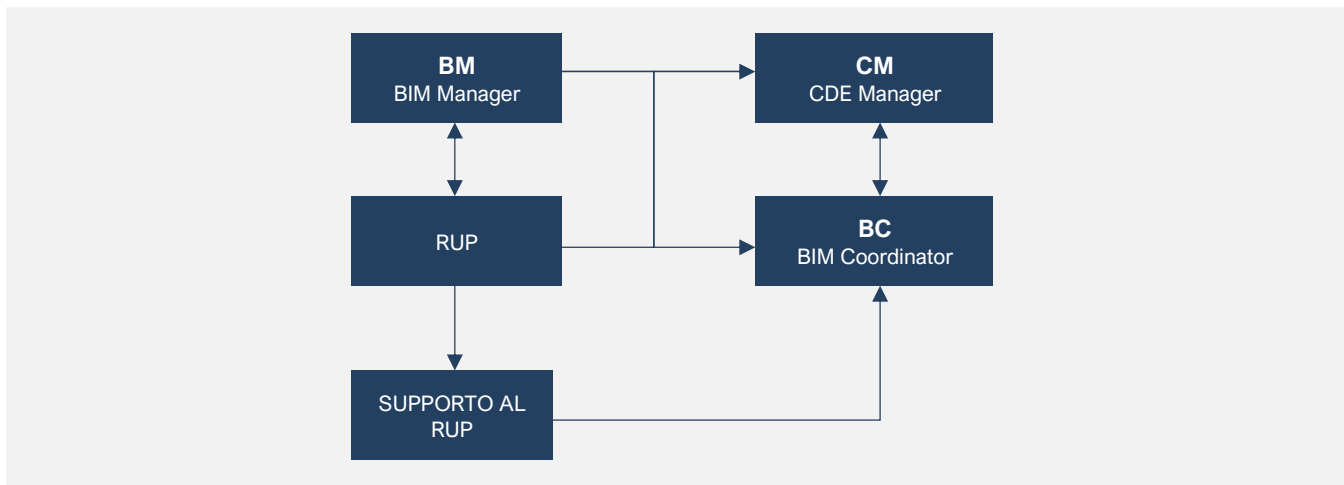 BM
BIM Manager
CM
CDE Manager
RUP
BC
BIM Coordinator
SUPPORTO AL
RUP